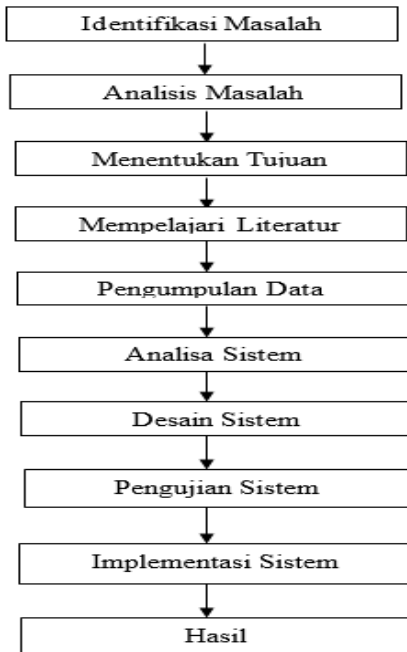 Identifikasi Masalah
Analisis Masalah
Menentukan Tujuan
Mempelajari Literatur
Pengumpulan Data
Analisa Sistem
Desain Sistem
Pengujian Sistem
Implementasi Sistem
Hasil